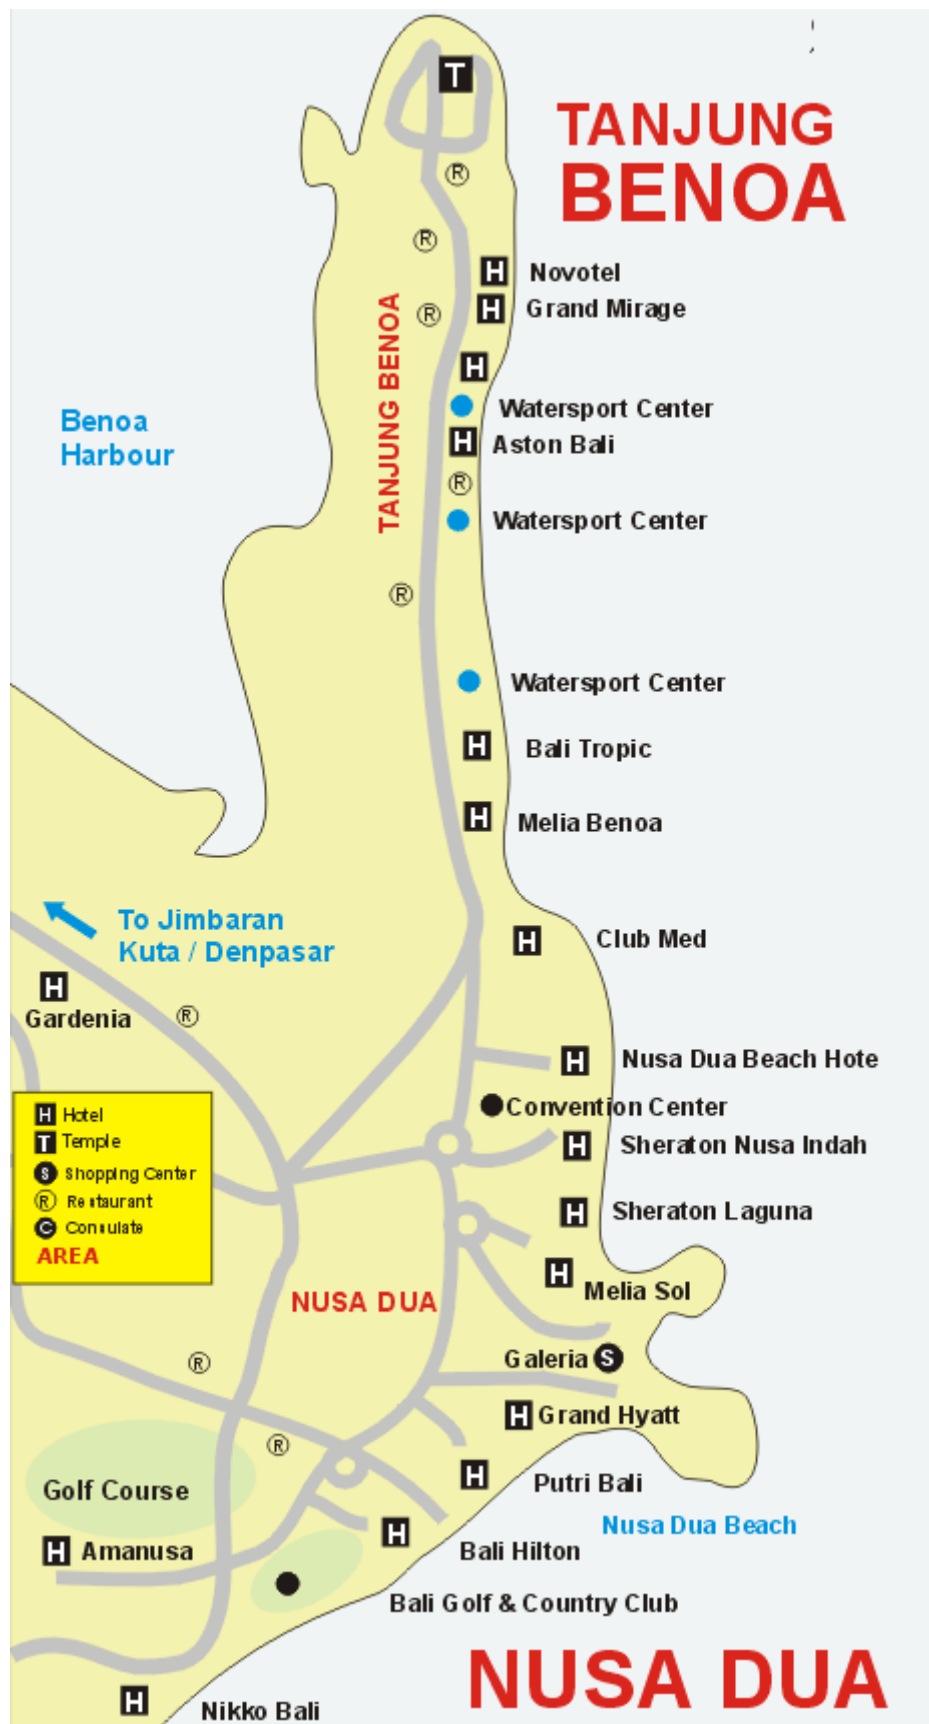 T
TANJUNG
BENOA
R
R
H Novotel
H Grand Mirage
R
TANJUNG BENOA
H
Benoa
Harbour
Watersport Center
H Aston Bali
R
Watersport Center
R
Watersport Center
H Bali Tropic
H Melia Benoa
To Jimbaran
Kuta / Denpasar
H Club Med
H
Gardenia
R
H Nusa Dua Beach Hote
Convention Center
H Sheraton Nusa Indah
H Hotel
T Temple
S Shopping Center
R Restaurant
C Consulate
AREA
H Sheraton Laguna
H Melia Sol
NUSA DUA
Galeria S
R
H Grand Hyatt
R
Golf Course
H Putri Bali
Nusa Dua Beach
H Amanusa
H Bali Hilton
Bali Golf & Country Club
NUSA DUA
H Nikko Bali